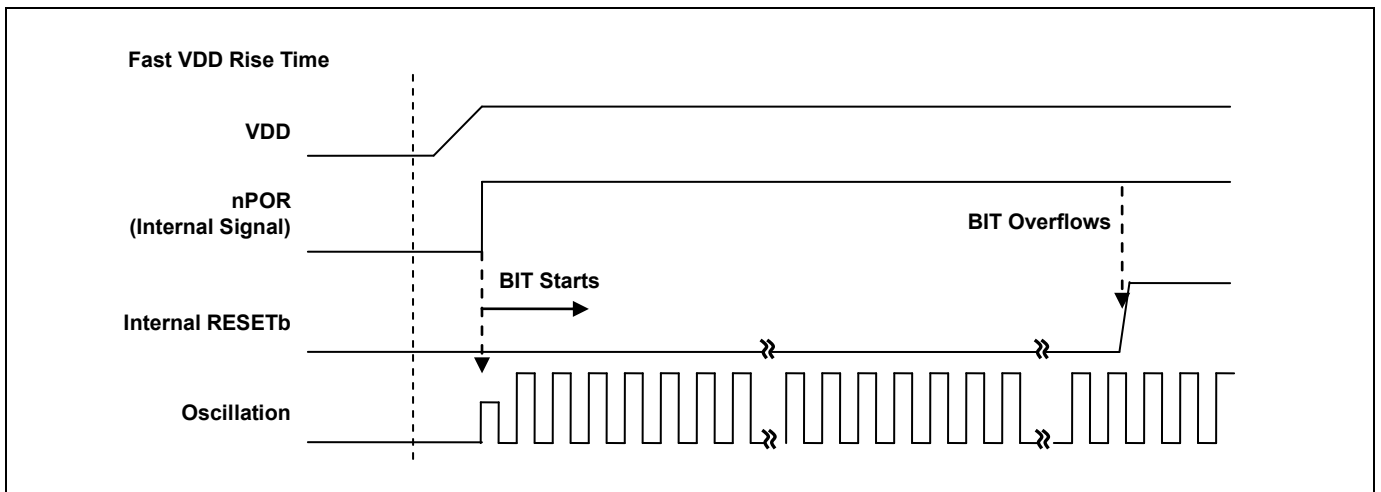 Fast VDD Rise Time
VDD
nPOR
(Internal Signal)
BIT Overflows
BIT Starts
Internal RESETb
Oscillation